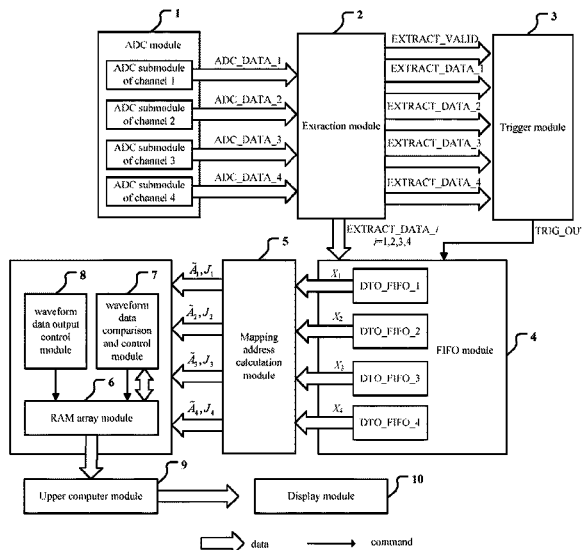 1
2
3
ADC module
ADC submodule
of channel 1
ADC submodule
of channel 2
ADC submodule
of channel 3
ADC submodule
of channel 4
ADC_DATA_1
ADC_DATA_2
ADC_DATA_3
ADC_DATA_4
Extraction module
EXTRACT_VALID
EXTRACT_DATA_1
EXTRACT_DATA_2
EXTRACT_DATA_3
EXTRACT_DATA_4
Trigger module
EXTRACT_DATA_i
i=1,2,3,4
TRIG_OUT
8
7
5
4
waveform
data output
control
module
waveform
data
comparison
and control
module
6
RAM array module
Ã₁, J₁
Ã₂, J₂
Ã₃, J₃
Ã₄, J₄
Mapping
address
calculation
module
X₁
X₂
X₃
X₄
DTO_FIFO_1
DTO_FIFO_2
DTO_FIFO_3
DTO_FIFO_4
FIFO module
9
10
Upper computer module
Display module
data
command